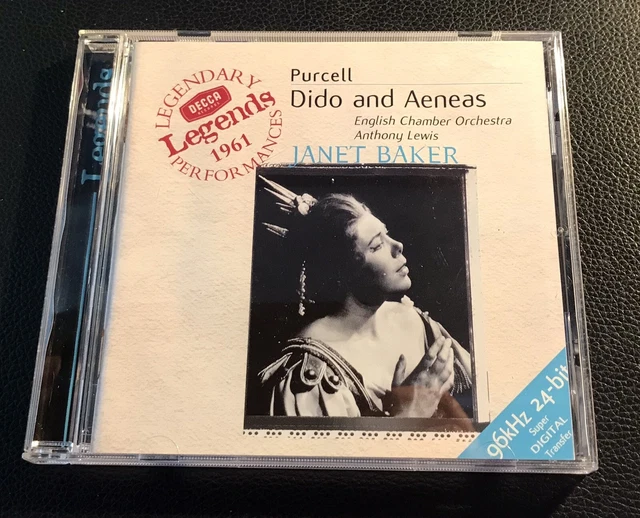 Legends
LEGENDARY
DECCA
Legends
1961
PERFORMANCES
Purcell
Dido and Aeneas
English Chamber Orchestra
Anthony Lewis
JANET BAKER
96kHz 24-bit
Super
DIGITAL
Transfer